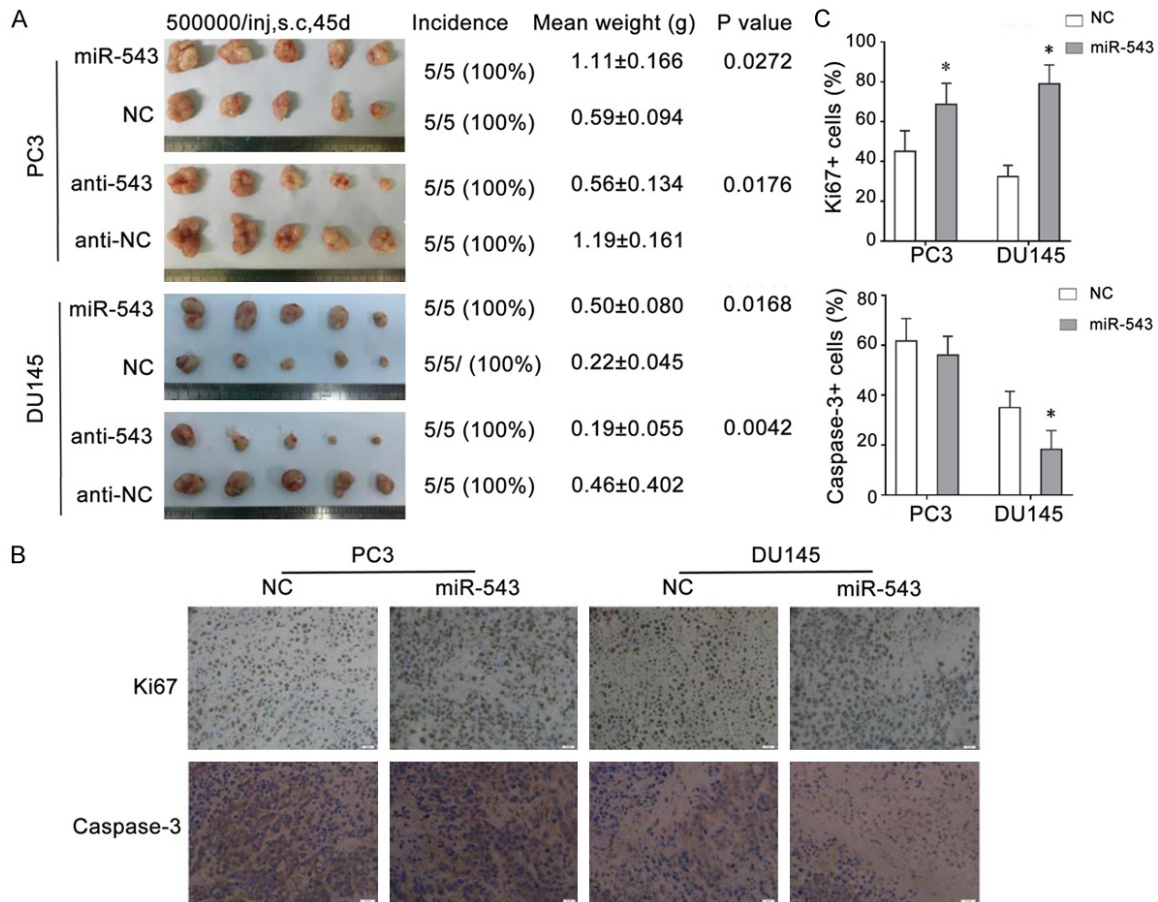 A
500000/inj,s.c,45d Incidence Mean weight (g) P value
PC3
miR-543 5/5 (100%) 1.11±0.166 0.0272
NC 5/5 (100%) 0.59±0.094
anti-543 5/5 (100%) 0.56±0.134 0.0176
anti-NC 5/5 (100%) 1.19±0.161
DU145
miR-543 5/5 (100%) 0.50±0.080 0.0168
NC 5/5/ (100%) 0.22±0.045
anti-543 5/5 (100%) 0.19±0.055 0.0042
anti-NC 5/5 (100%) 0.46±0.402
B
PC3 DU145
NC miR-543 NC miR-543
Ki67
Caspase-3
C
NC
miR-543
Ki67+ cells (%)
100
80
60
40
20
0
* *
PC3 DU145
NC
miR-543
Caspase-3+ cells (%)
80
60
40
20
0
*
PC3 DU145